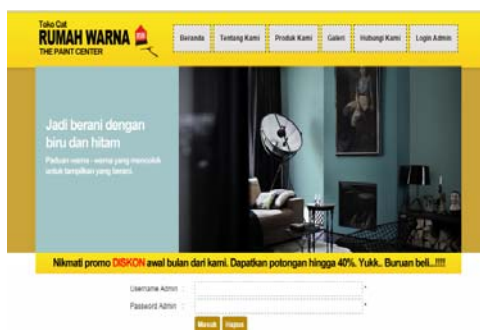 Toko Cat
RUMAH WARNA
THE PAINT CENTER
Beranda
Tentang Kami
Produk Kami
Galeri
Hubungi Kami
Login Admin
Jadi berani dengan
biru dan hitam
Paduan warna - warna yang mencolok
untuk tampilkan yang berani.
Nikmati promo DISKON awal bulan dari kami. Dapatkan potongan hingga 40%. Yukk.. Buruan beli...!!!!
Username Admin : *
Password Admin : *
Masuk Hapus